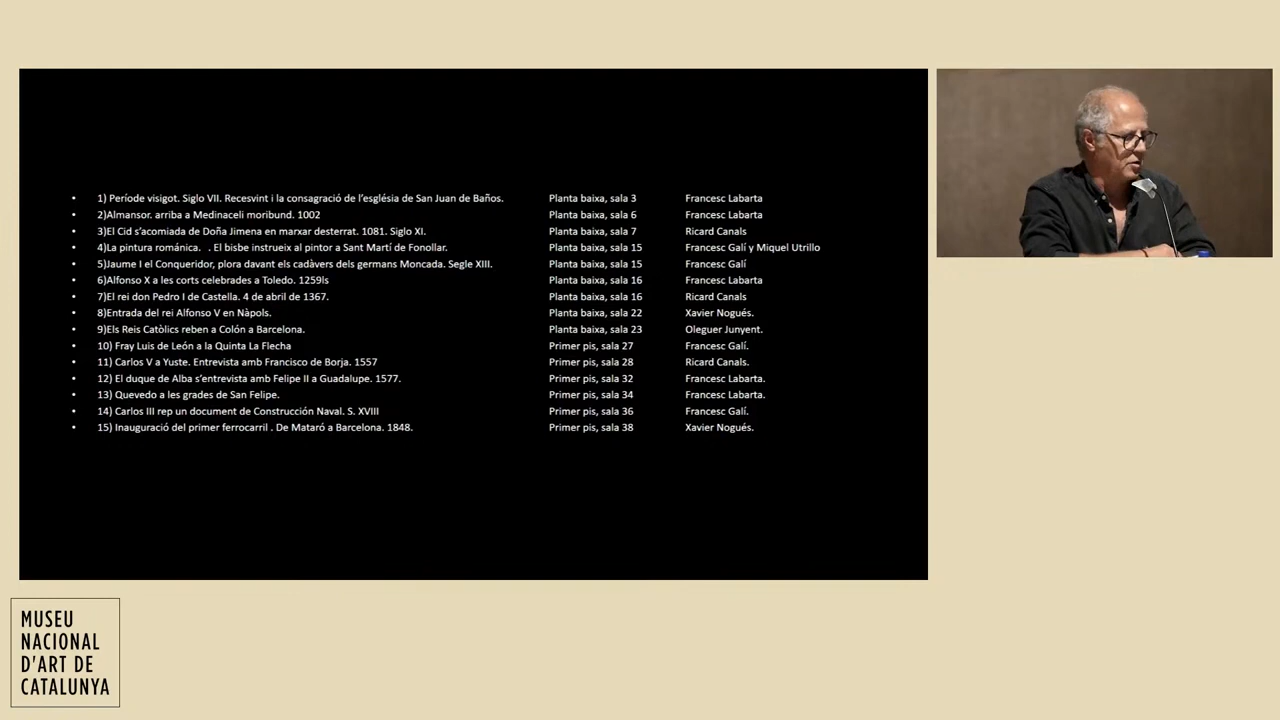 • 1) Període visigot. Siglo VII. Recesvint i la consagració de l'església de San Juan de Baños. Planta baixa, sala 3 Francesc Labarta
• 2)Almansor. arriba a Medinaceli moribund. 1002 Planta baixa, sala 6 Francesc Labarta
• 3)El Cid s'acomiada de Doña Jimena en marxar desterrat. 1081. Siglo XI. Planta baixa, sala 7 Ricard Canals
• 4)La pintura románica. . El bisbe instrueix al pintor a Sant Martí de Fonollar. Planta baixa, sala 15 Francesc Galí y Miquel Utrillo
• 5)Jaume I el Conqueridor, plora davant els cadàvers dels germans Moncada. Segle XIII. Planta baixa, sala 15 Francesc Galí
• 6)Alfonso X a les corts celebrades a Toledo. 1259ls Planta baixa, sala 16 Francesc Labarta
• 7)El rei don Pedro I de Castella. 4 de abril de 1367. Planta baixa, sala 16 Ricard Canals
• 8)Entrada del rei Alfonso V en Nàpols. Planta baixa, sala 22 Xavier Nogués.
• 9)Els Reis Catòlics reben a Colón a Barcelona. Planta baixa, sala 23 Oleguer Junyent.
• 10) Fray Luis de León a la Quinta La Flecha Primer pis, sala 27 Francesc Galí.
• 11) Carlos V a Yuste. Entrevista amb Francisco de Borja. 1557 Primer pis, sala 28 Ricard Canals.
• 12) El duque de Alba s'entrevista amb Felipe II a Guadalupe. 1577. Primer pis, sala 32 Francesc Labarta.
• 13) Quevedo a les grades de San Felipe. Primer pis, sala 34 Francesc Labarta.
• 14) Carlos III rep un document de Construcción Naval. S. XVIII Primer pis, sala 36 Francesc Galí.
• 15) Inauguració del primer ferrocarril . De Mataró a Barcelona. 1848. Primer pis, sala 38 Xavier Nogués.
MUSEU
NACIONAL
D'ART DE
CATALUNYA